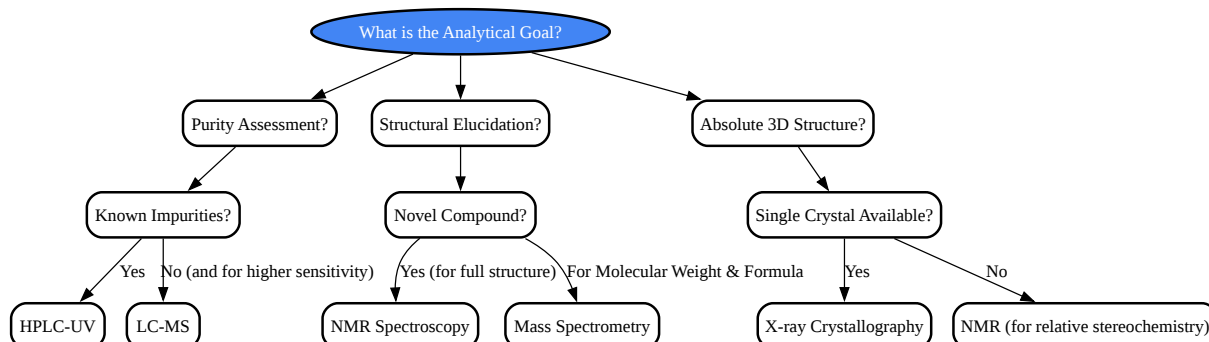 What is the Analytical Goal?
Purity Assessment?
Structural Elucidation?
Absolute 3D Structure?
Known Impurities?
Novel Compound?
Single Crystal Available?
Yes
No (and for higher sensitivity)
Yes (for full structure)
For Molecular Weight & Formula
Yes
No
HPLC-UV
LC-MS
NMR Spectroscopy
Mass Spectrometry
X-ray Crystallography
NMR (for relative stereochemistry)